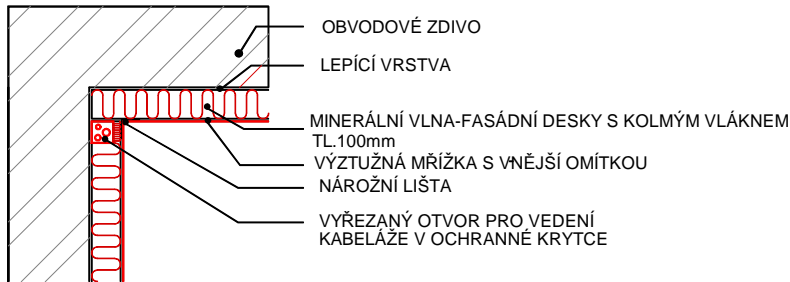 OBVODOVÉ ZDIVO
LEPÍCÍ VRSTVA
MINERÁLNÍ VLNA-FASÁDNÍ DESKY S KOLMÝM VLÁKNEM
TL.100mm
VÝZTUŽNÁ MŘÍŽKA S VNĚJŠÍ OMÍTKOU
NÁROŽNÍ LIŠTA
VYŘEZANÝ OTVOR PRO VEDENÍ
KABELÁŽE V OCHRANNÉ KRYTCE